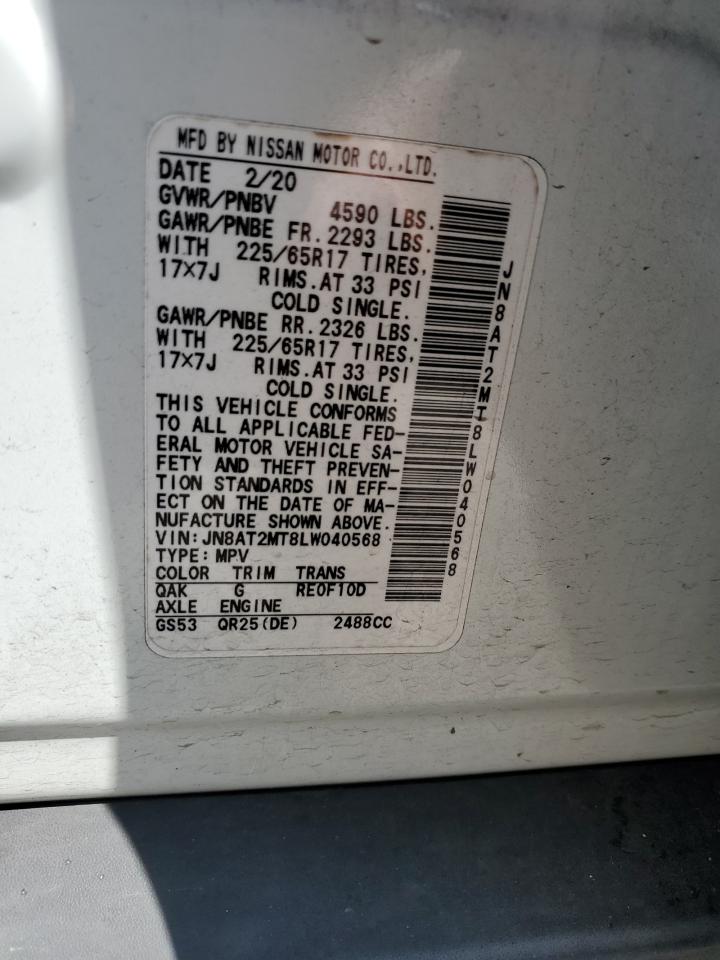 MFD BY NISSAN MOTOR CO.,LTD.
DATE 2/20
GVWR/PNBV 4590 LBS.
GAWR/PNBE FR. 2293 LBS.
WITH 225/65R17 TIRES,
17X7J RIMS.AT 33 PSI
COLD SINGLE.
GAWR/PNBE RR. 2326 LBS.
WITH 225/65R17 TIRES,
17X7J RIMS.AT 33 PSI
COLD SINGLE.
THIS VEHICLE CONFORMS
TO ALL APPLICABLE FED-
ERAL MOTOR VEHICLE SA-
FETY AND THEFT PREVEN-
TION STANDARDS IN EFF-
ECT ON THE DATE OF MA-
NUFACTURE SHOWN ABOVE.
VIN:JN8AT2MT8LW040568
TYPE:MPV
COLOR TRIM TRANS
QAK G RE0F10D
AXLE ENGINE
GS53 QR25(DE) 2488CC
JN8AT2MT8LW040568